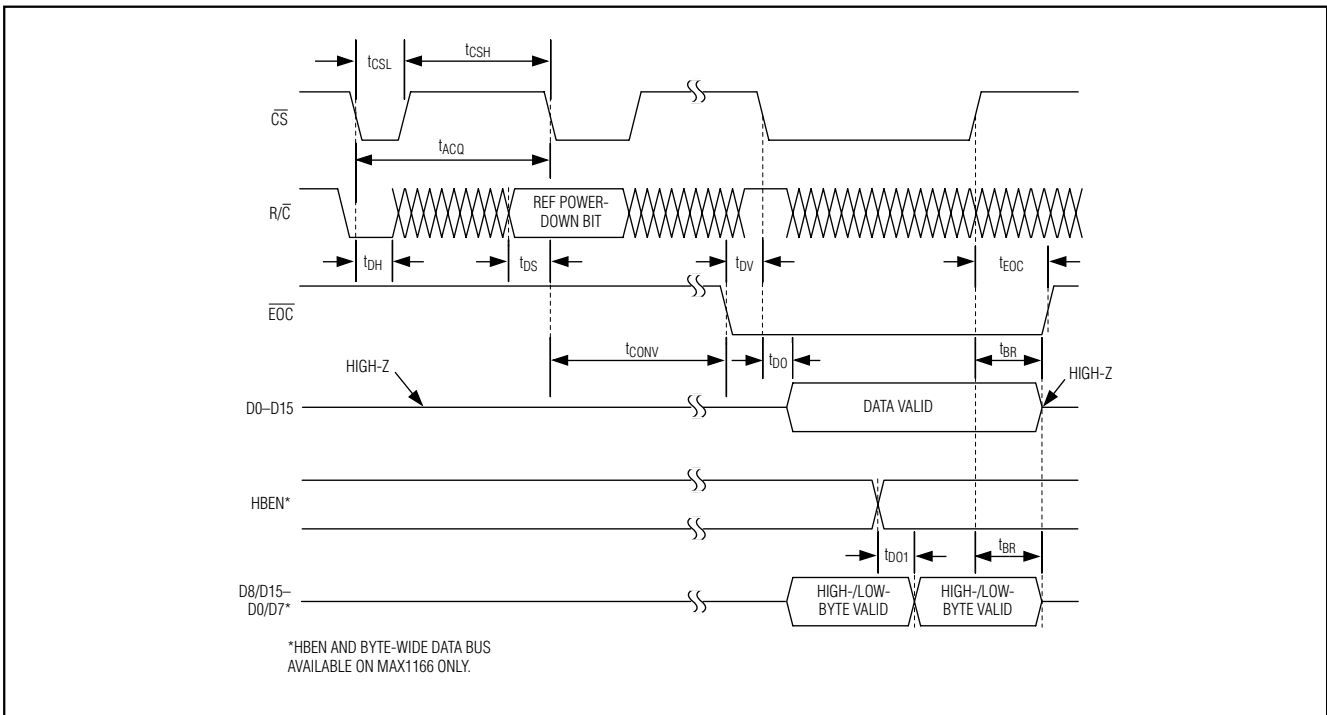 tCSL
tCSH
CS
tACQ
R/C
REF POWER-
DOWN BIT
tDH
tDS
tDV
tEOC
EOC
tCONV
tDO
tBR
HIGH-Z
HIGH-Z
D0–D15
DATA VALID
HBEN*
tDO1
tBR
D8/D15–
D0/D7*
HIGH-/LOW-
BYTE VALID
HIGH-/LOW-
BYTE VALID
*HBEN AND BYTE-WIDE DATA BUS
AVAILABLE ON MAX1166 ONLY.